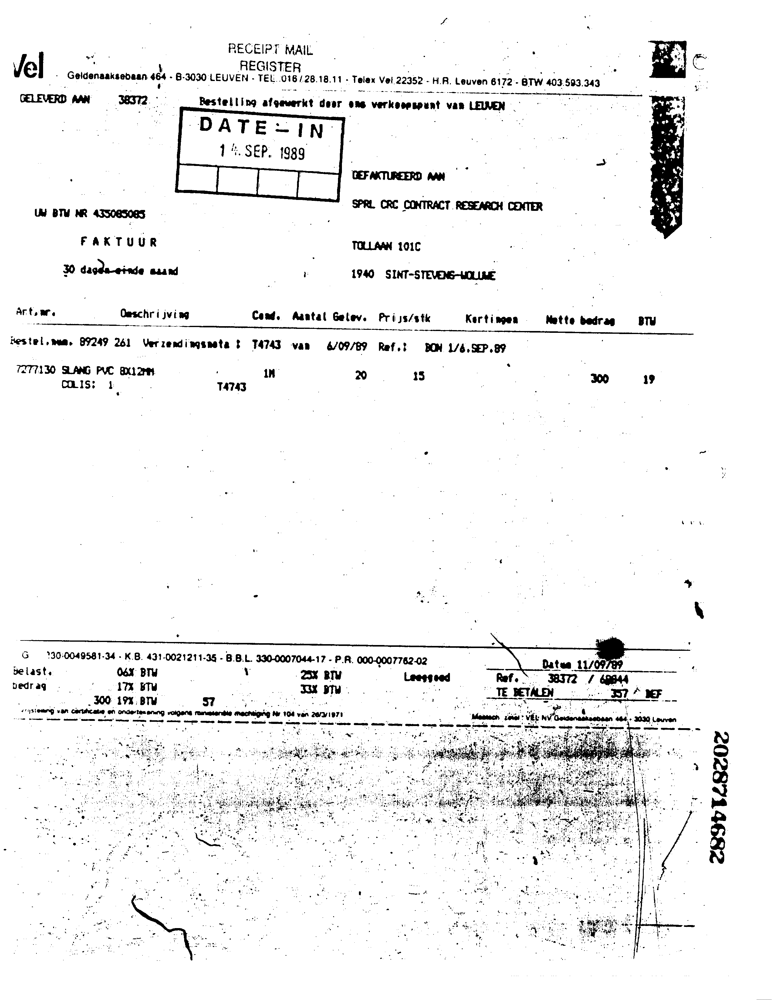 RECEIPT MAIL
REGISTER
Vel
Geldenaaksebaan 464 - B-3030 LEUVEN - TEL. 016/28.18.11 - Telex Vel 22352 - H.R. Leuven 6172 - BTW 403.593.343
GELEVERD AAN 38372 Bestelling afgewerkt door ons verkoopspunt van LEUVEN
DATE-IN
14. SEP. 1989
GEFAKTUREERD AAN
SPRL CRC CONTRACT RESEARCH CENTER
UW BTW NR 435085085
FAKTUUR
TOLLAAN 101C
30 dagen einde maand
1940 SINT-STEVENS-WOLUWE
Art.nr. Omschrijving Cond. Aantal Gelev. Prijs/stk Kortingen Netto bedrag BTW
Bestel.num. 89249 261 Verzendingsnota : T4743 van 6/09/89 Ref.: BON 1/6.SEP.89
7277130 SLANG PVC 8X12MM 1M 20 15 300 19
COLIS: 1 T4743
G 330-0049581-34 - K.B. 431-0021211-35 - B.B.L. 330-0007044-17 - P.R. 000-0007762-02
Datum 11/09/89
Belast. 06% BTW 25% BTW Leeggoed Ref. 38372 /
bedrag 17% BTW 33% BTW TE BETALEN 357 BEF
300 19% BTW 57
Vrijstelling van certificatie en ondertekening volgens ministeriële machtiging Nr 104 van 26/3/1971
Maatsch. zetel : VEL NV Geldenaaksebaan 464 - 3030 Leuven
2028714682